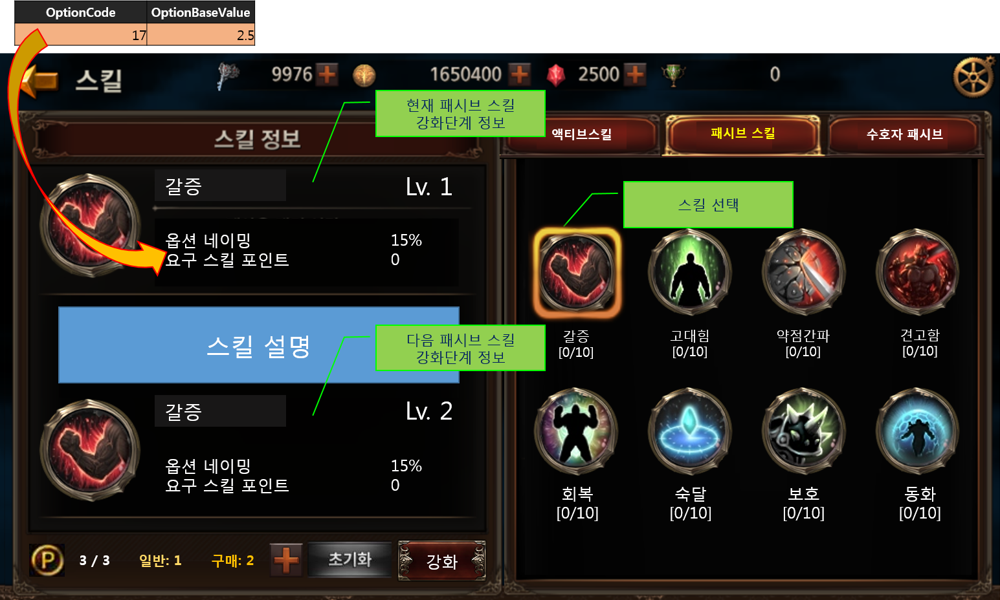 OptionCode OptionBaseValue
17 2.5
스킬 9976 1650400 2500 0
현재 패시브 스킬
강화단계 정보
스킬 정보
액티브스킬 패시브 스킬 수호자 패시브
갈증 Lv. 1
옵션 네이밍 15%
요구 스킬 포인트 0
스킬 선택
스킬 설명
다음 패시브 스킬
강화단계 정보
갈증 Lv. 2
옵션 네이밍 15%
요구 스킬 포인트 0
갈증 고대힘 약점간파 견고함
[0/10] [0/10] [0/10] [0/10]
회복 숙달 보호 동화
[0/10] [0/10] [0/10] [0/10]
P 3 / 3 일반: 1 구매: 2 초기화 강화